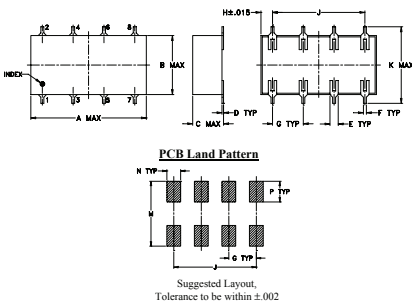 2 4 6 8
INDEX
1 3 5 7
A MAX
B MAX
C MAX
D TYP
H±.015
J
K MAX
G TYP
E TYP
F TYP
PCB Land Pattern
N TYP
P TYP
M
G TYP
J
Suggested Layout,
Tolerance to be within ±.002